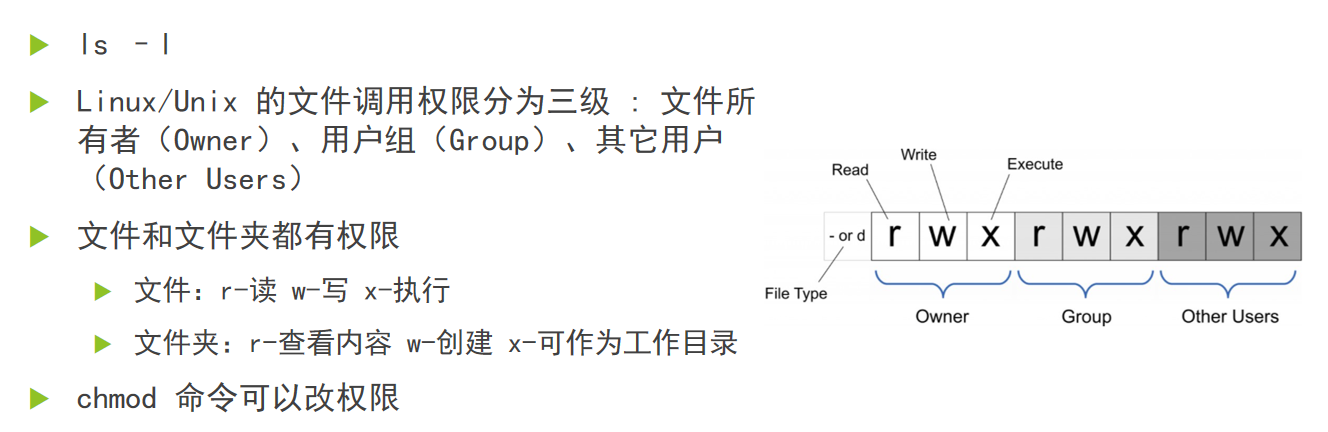 ls -l
Linux/Unix 的文件调用权限分为三级 : 文件所
有者（Owner）、用户组（Group）、其它用户
（Other Users）
文件和文件夹都有权限
文件: r-读 w-写 x-执行
文件夹: r-查看内容 w-创建 x-可作为工作目录
chmod 命令可以改权限
Write
Read
Execute
- or d r w x r w x r w x
File Type
Owner Group Other Users